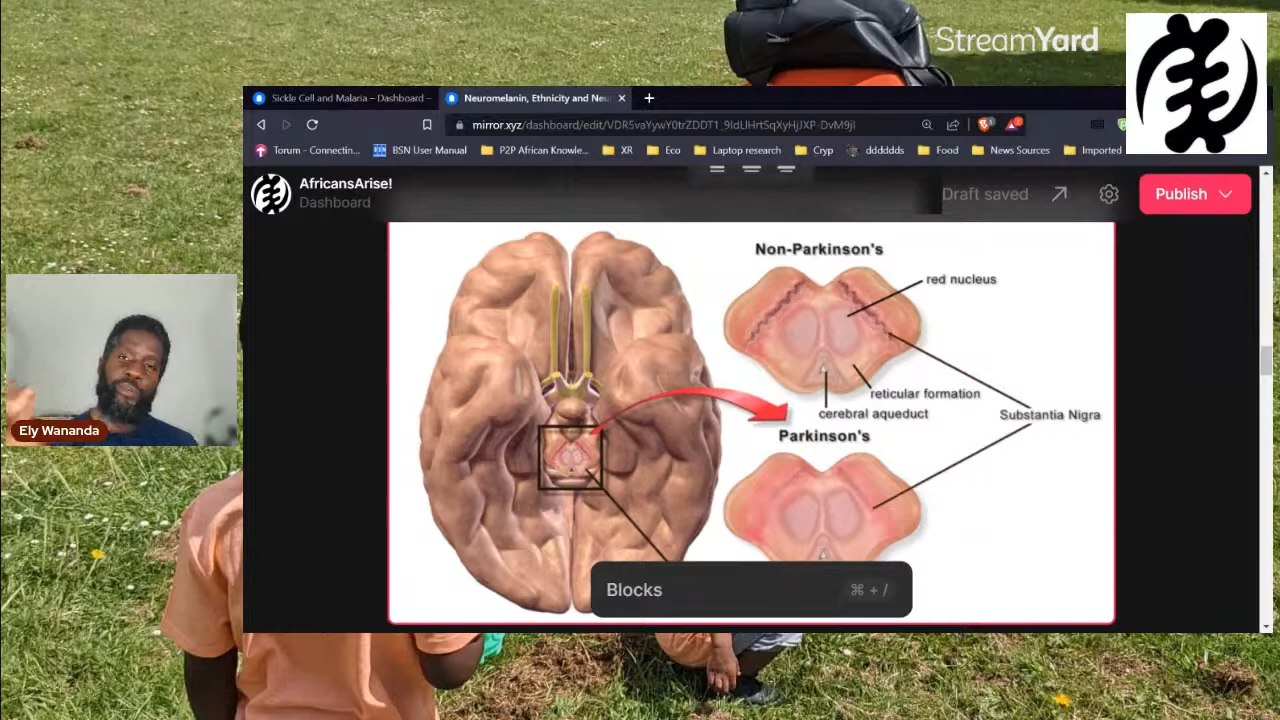 StreamYard
Sickle Cell and Malaria – Dashboard –
Neuromelanin, Ethnicity and Neu
mirror.xyz/dashboard/edit/VDR5vaYywY0trZDDT1_9IdLIHrtSqXyHjJXP-DvM9jI
Torum - Connectin...
BSN User Manual
P2P African Knowle...
XR
Eco
Laptop research
Cryp
dddddds
Food
News Sources
Imported
AfricansArise!
Dashboard
Draft saved
Publish
Non-Parkinson's
red nucleus
reticular formation
cerebral aqueduct
Substantia Nigra
Parkinson's
Ely Wananda
Blocks
⌘ + /